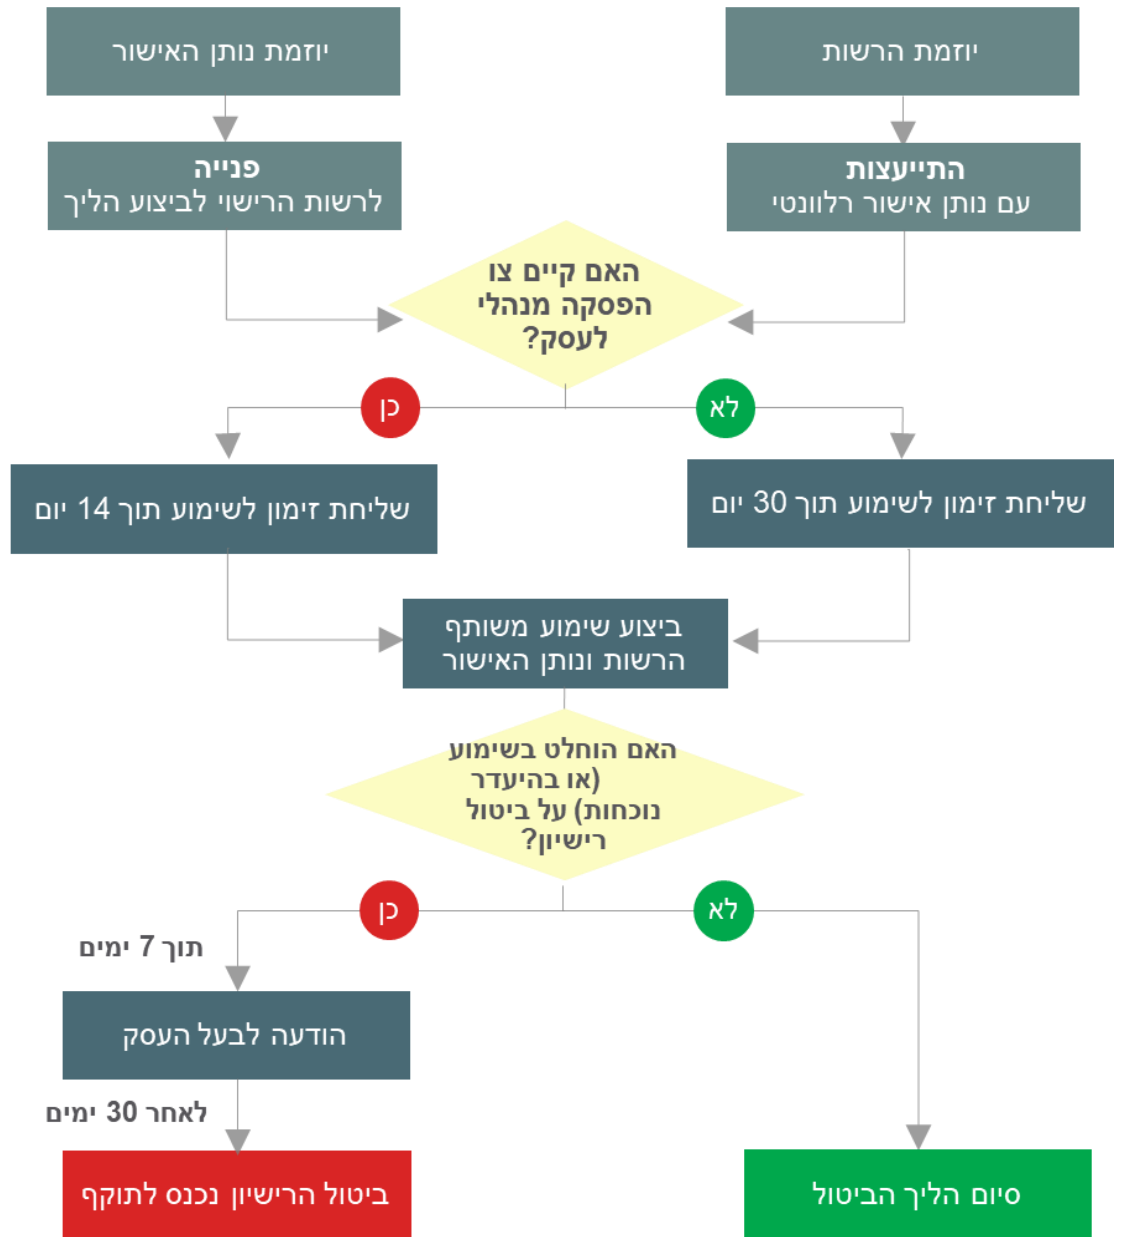 יוזמת הרשות
יוזמת נותן האישור
התייעצות
עם נותן אישור רלוונטי
פנייה
לרשות הרישוי לביצוע הליך
האם קיים צו
הפסקה מנהלי
לעסק?
לא
כן
שליחת זימון לשימוע תוך 30 יום
שליחת זימון לשימוע תוך 14 יום
ביצוע שימוע משותף
הרשות ונותן האישור
האם הוחלט בשימוע
(או בהיעדר
נוכחות) על ביטול
רישיון?
לא
כן
תוך 7 ימים
הודעה לבעל העסק
לאחר 30 ימים
סיום הליך הביטול
ביטול הרישיון נכנס לתוקף